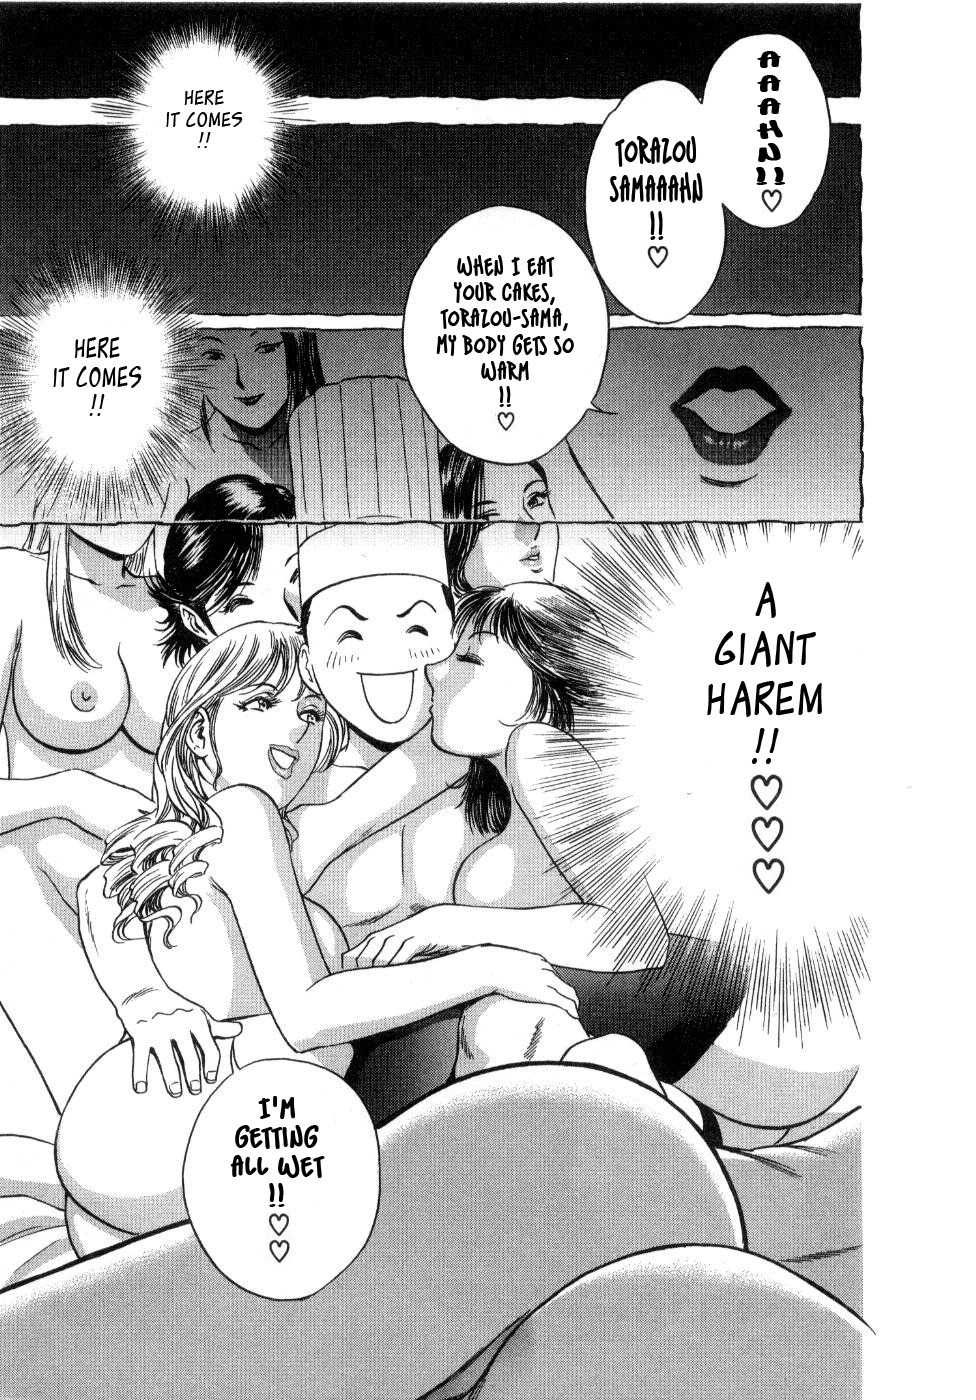 AAAAHN!!♡
TORAZOU
SAMAAAHN
!!
♡
HERE
IT COMES
!!
WHEN I EAT
YOUR CAKES,
TORAZOU-SAMA,
MY BODY GETS SO
WARM
!!
♡
HERE
IT COMES
!!
A
GIANT
HAREM
!!
♡
♡
♡
I'M
GETTING
ALL WET
!!
♡
♡